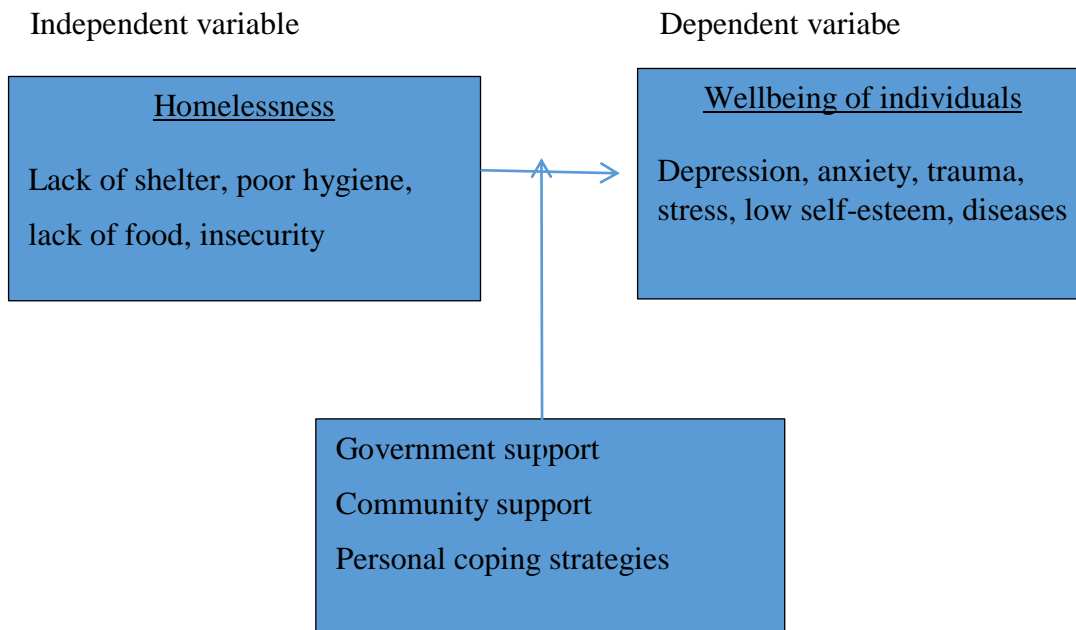 Independent variable
Dependent variabe
Homelessness
Lack of shelter, poor hygiene,
lack of food, insecurity
Wellbeing of individuals
Depression, anxiety, trauma,
stress, low self-esteem, diseases
Government support
Community support
Personal coping strategies